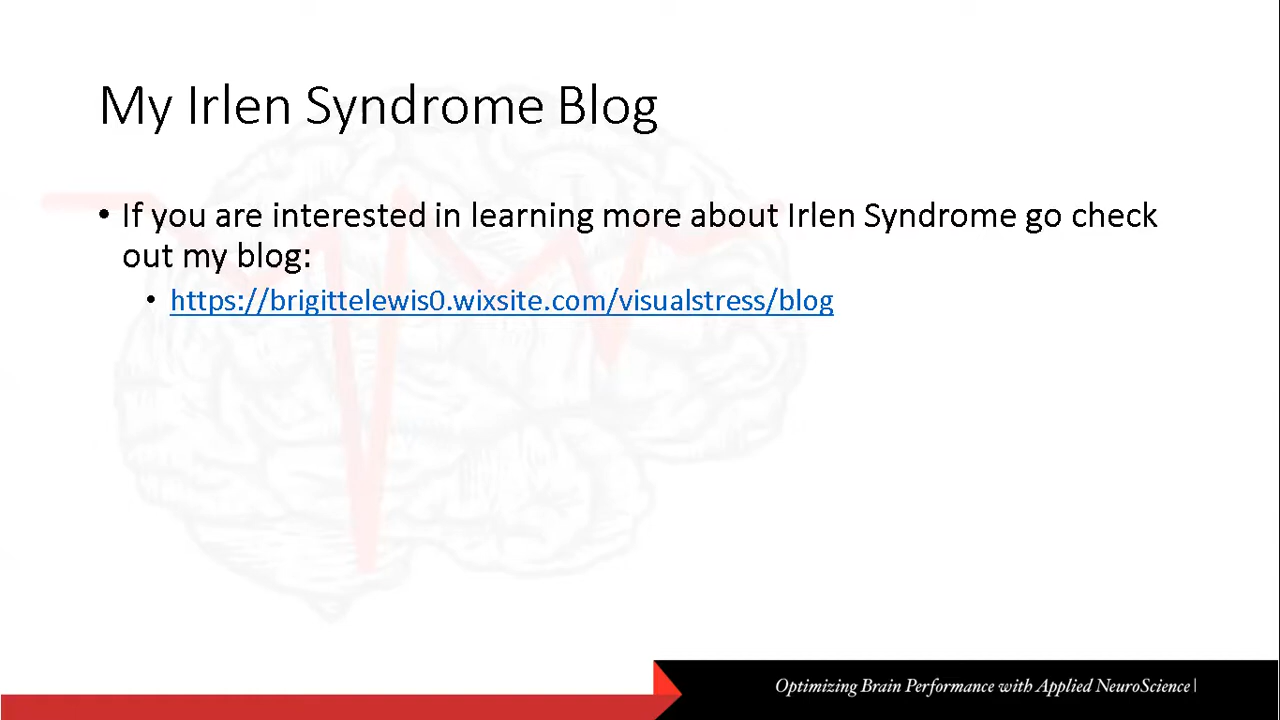 My Irlen Syndrome Blog
• If you are interested in learning more about Irlen Syndrome go check
out my blog:
• https://brigittelewis0.wixsite.com/visualstress/blog
Optimizing Brain Performance with Applied NeuroScience |